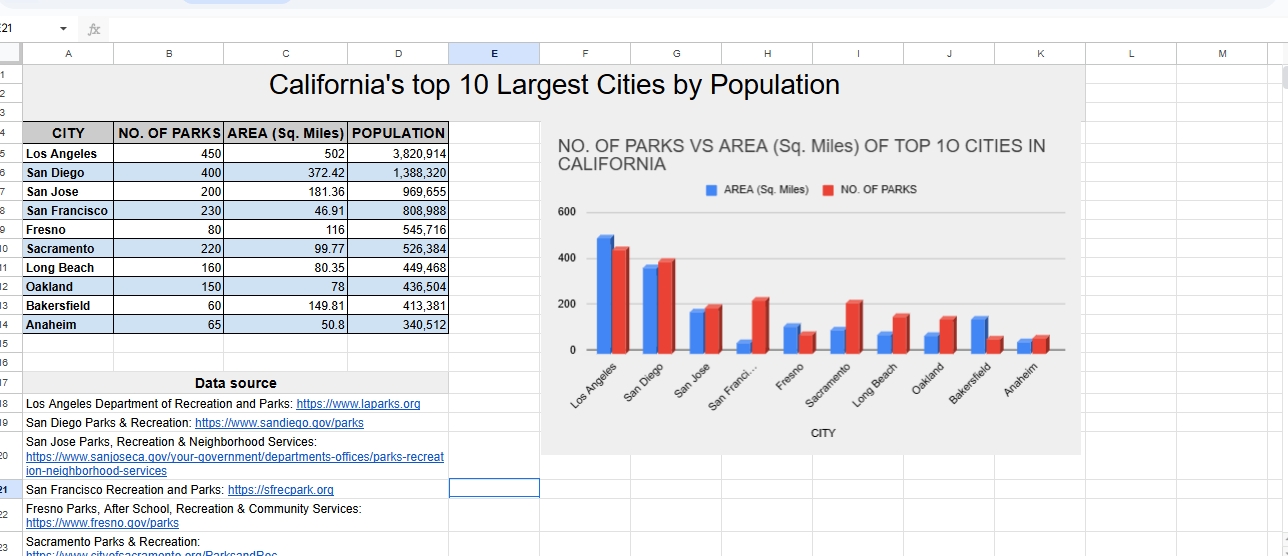 E21 fx
A B C D E F G H I J K L M
California's top 10 Largest Cities by Population
CITY NO. OF PARKS AREA (Sq. Miles) POPULATION
Los Angeles 450 502 3,820,914
San Diego 400 372.42 1,388,320
San Jose 200 181.36 969,655
San Francisco 230 46.91 808,988
Fresno 80 116 545,716
Sacramento 220 99.77 526,384
Long Beach 160 80.35 449,468
Oakland 150 78 436,504
Bakersfield 60 149.81 413,381
Anaheim 65 50.8 340,512
NO. OF PARKS VS AREA (Sq. Miles) OF TOP 1O CITIES IN
CALIFORNIA
AREA (Sq. Miles) NO. OF PARKS
600
400
200
0
Los Angeles San Diego San Jose San Franci... Fresno Sacramento Long Beach Oakland Bakersfield Anaheim
CITY
Data source
Los Angeles Department of Recreation and Parks: https://www.laparks.org
San Diego Parks & Recreation: https://www.sandiego.gov/parks
San Jose Parks, Recreation & Neighborhood Services:
https://www.sanjoseca.gov/your-government/departments-offices/parks-recreat
ion-neighborhood-services
San Francisco Recreation and Parks: https://sfrecpark.org
Fresno Parks, After School, Recreation & Community Services:
https://www.fresno.gov/parks
Sacramento Parks & Recreation:
https://www.cityofsacramento.org/ParksandRec